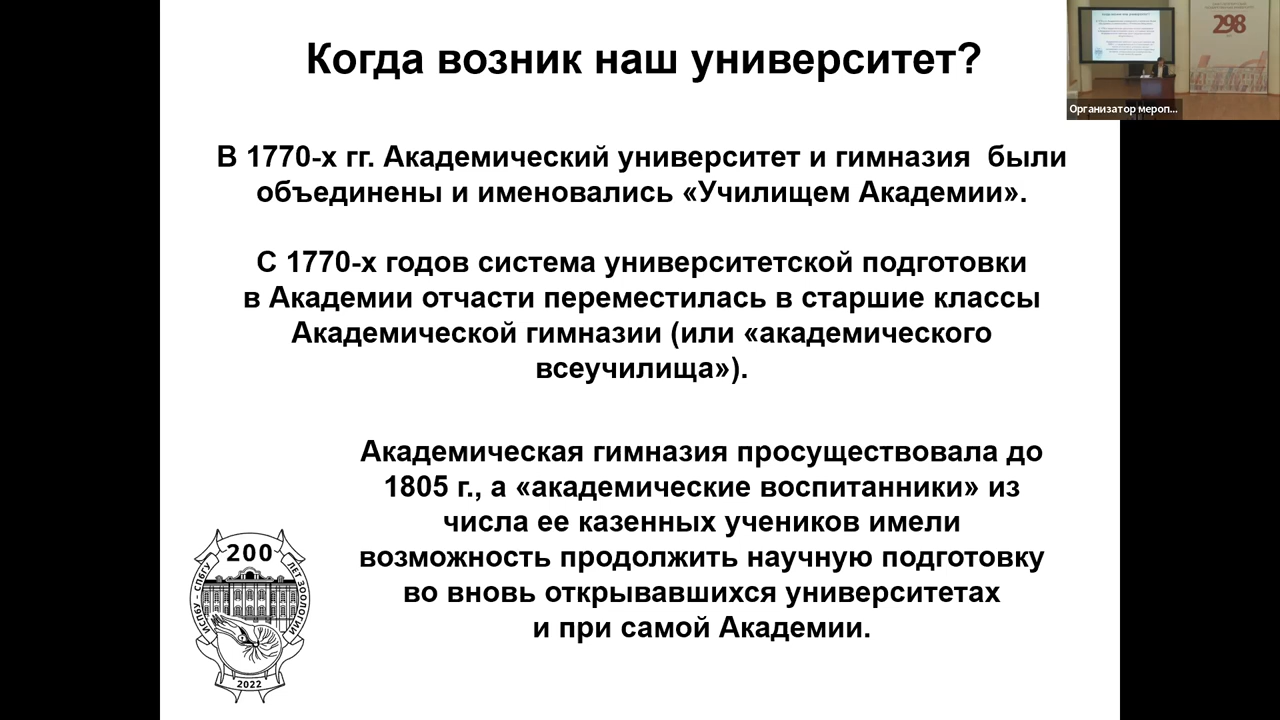 Когда возник наш университет?
298
Организатор мероп...
В 1770-х гг. Академический университет и гимназия были
объединены и именовались «Училищем Академии».
С 1770-х годов система университетской подготовки
в Академии отчасти переместилась в старшие классы
Академической гимназии (или «академического
всеучилища»).
Академическая гимназия просуществовала до
1805 г., а «академические воспитанники» из
числа ее казенных учеников имели
возможность продолжить научную подготовку
во вновь открывавшихся университетах
и при самой Академии.
200
ИСПБУ - СПБГУ
ЛЕТ ЗООЛОГИИ
2022